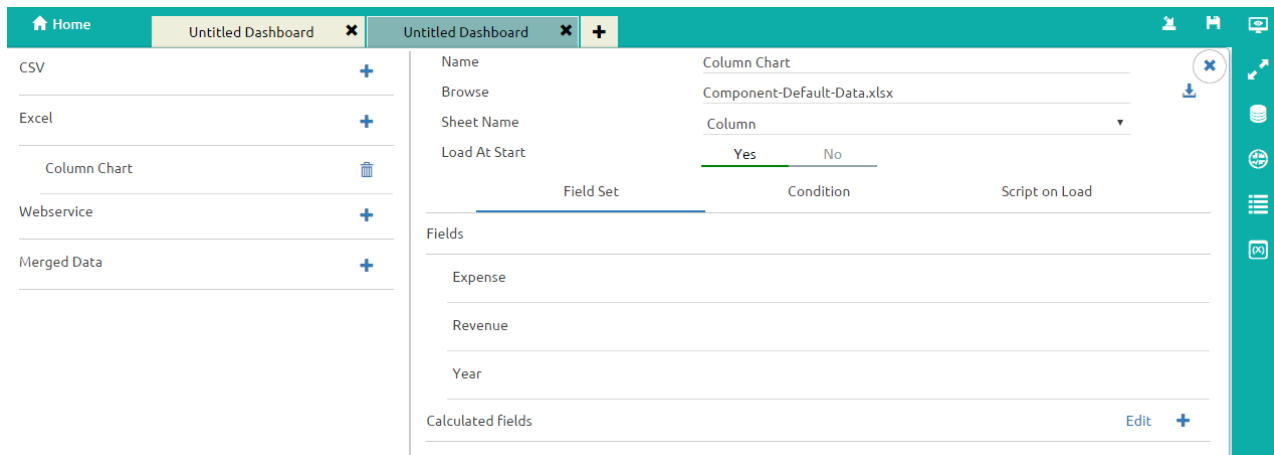 Home
Untitled Dashboard
Untitled Dashboard
CSV
Excel
Column Chart
Webservice
Merged Data
Name Column Chart
Browse Component-Default-Data.xlsx
Sheet Name Column
Load At Start Yes No
Field Set Condition Script on Load
Fields
Expense
Revenue
Year
Calculated fields Edit
(x)